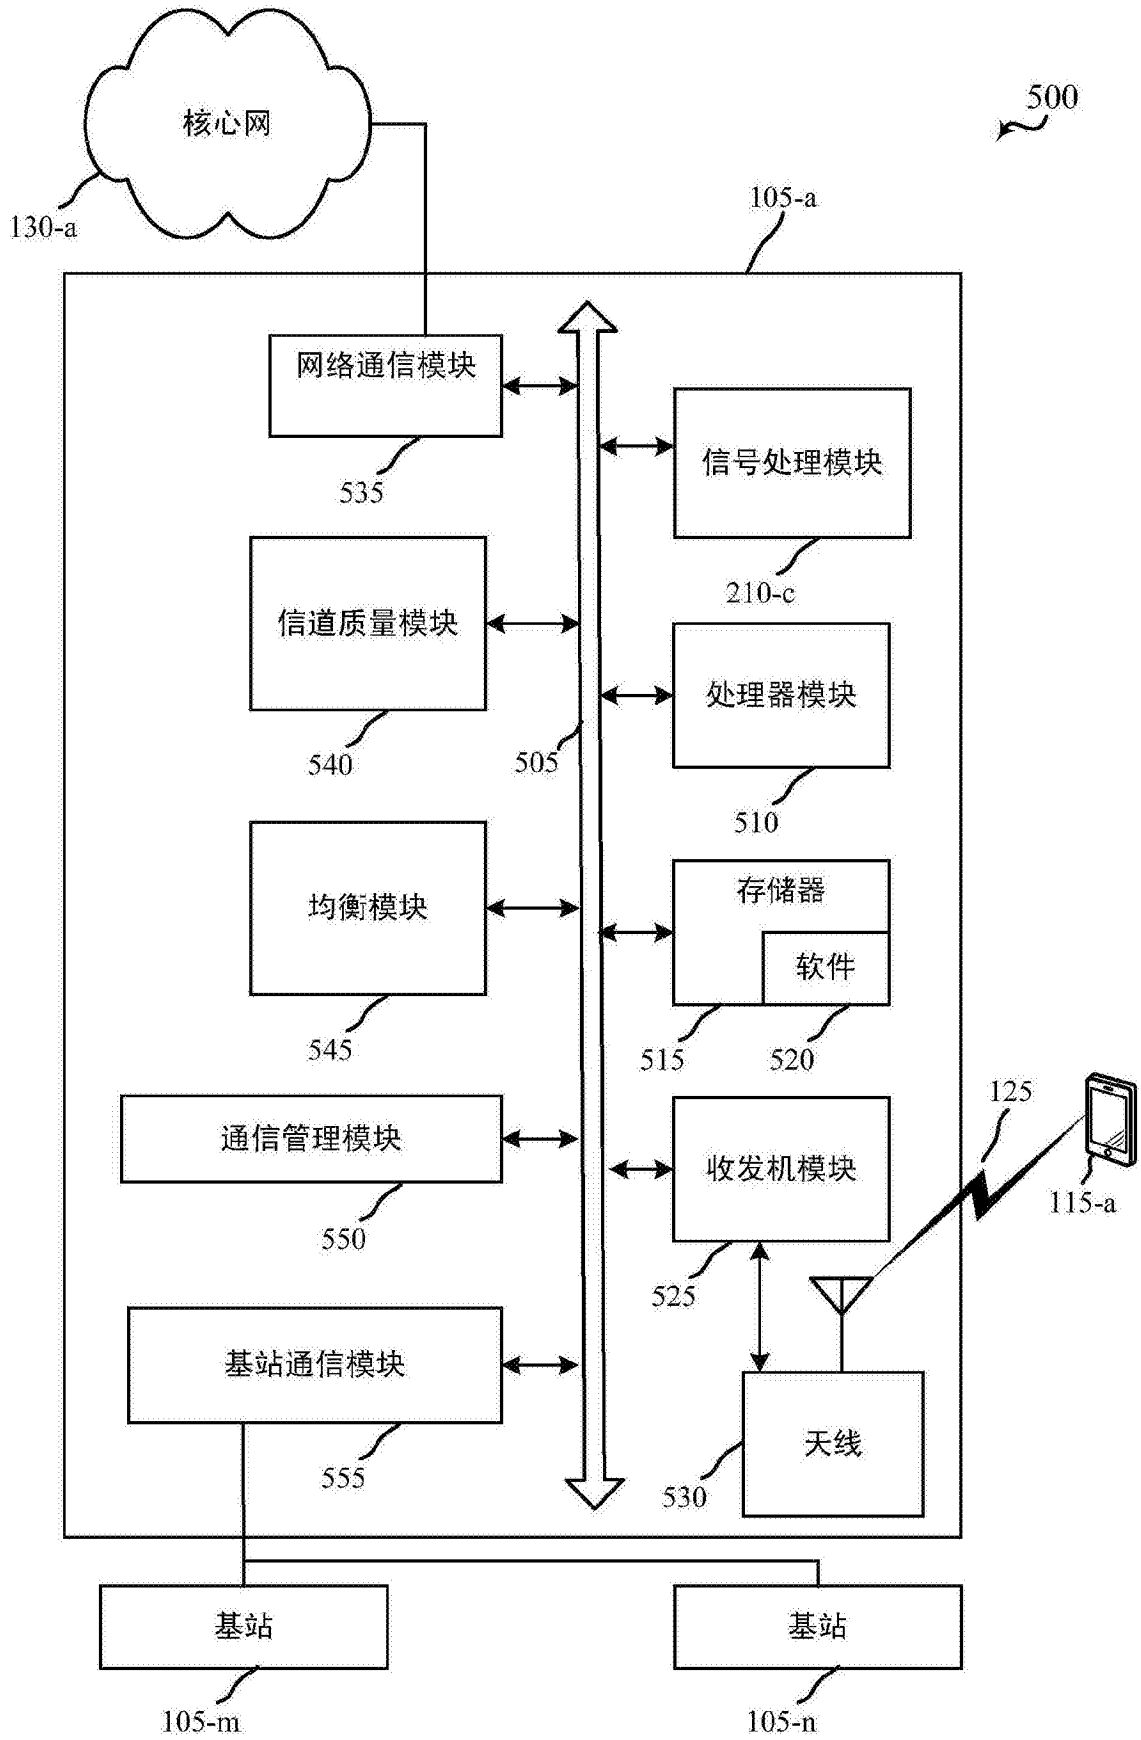 核心网
500
130-a
105-a
网络通信模块
535
信号处理模块
210-c
信道质量模块
540
505
处理器模块
510
均衡模块
545
存储器
软件
515
520
通信管理模块
550
收发机模块
525
125
115-a
基站通信模块
555
天线
530
基站
105-m
基站
105-n